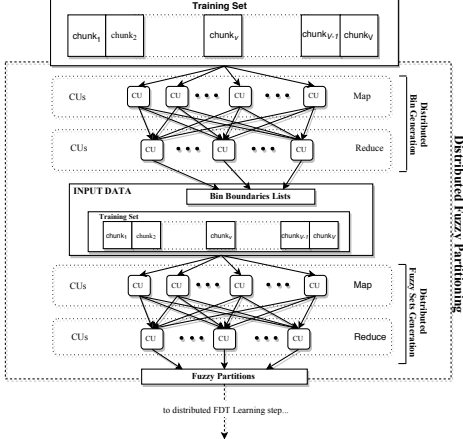 Training Set
chunk1 chunk2 chunkv chunkV-1 chunkV
CUs CU CU CU CU Map
CUs CU CU CU Reduce
Distributed
Bin Generation
Bin Boundaries Lists
INPUT DATA
Training Set
chunk1 chunk2 chunkv chunkV-1 chunkV
CUs CU CU CU CU Map
CUs CU CU CU Reduce
Distributed
Fuzzy Sets Generation
Distributed Fuzzy Partitioning
Fuzzy Partitions
to distributed FDT Learning step...